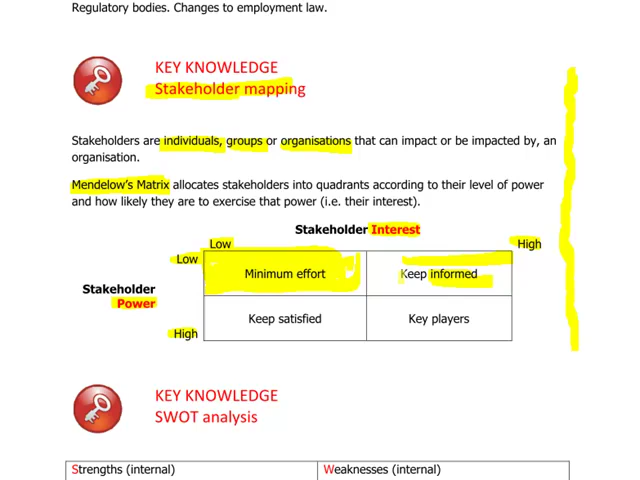 Regulatory bodies. Changes to employment law.
KEY KNOWLEDGE
Stakeholder mapping
Stakeholders are individuals, groups or organisations that can impact or be impacted by, an
organisation.
Mendelow's Matrix allocates stakeholders into quadrants according to their level of power
and how likely they are to exercise that power (i.e. their interest).
Stakeholder Interest
Low High
Low
Minimum effort Keep informed
Stakeholder
Power
Keep satisfied Key players
High
KEY KNOWLEDGE
SWOT analysis
Strengths (internal) Weaknesses (internal)